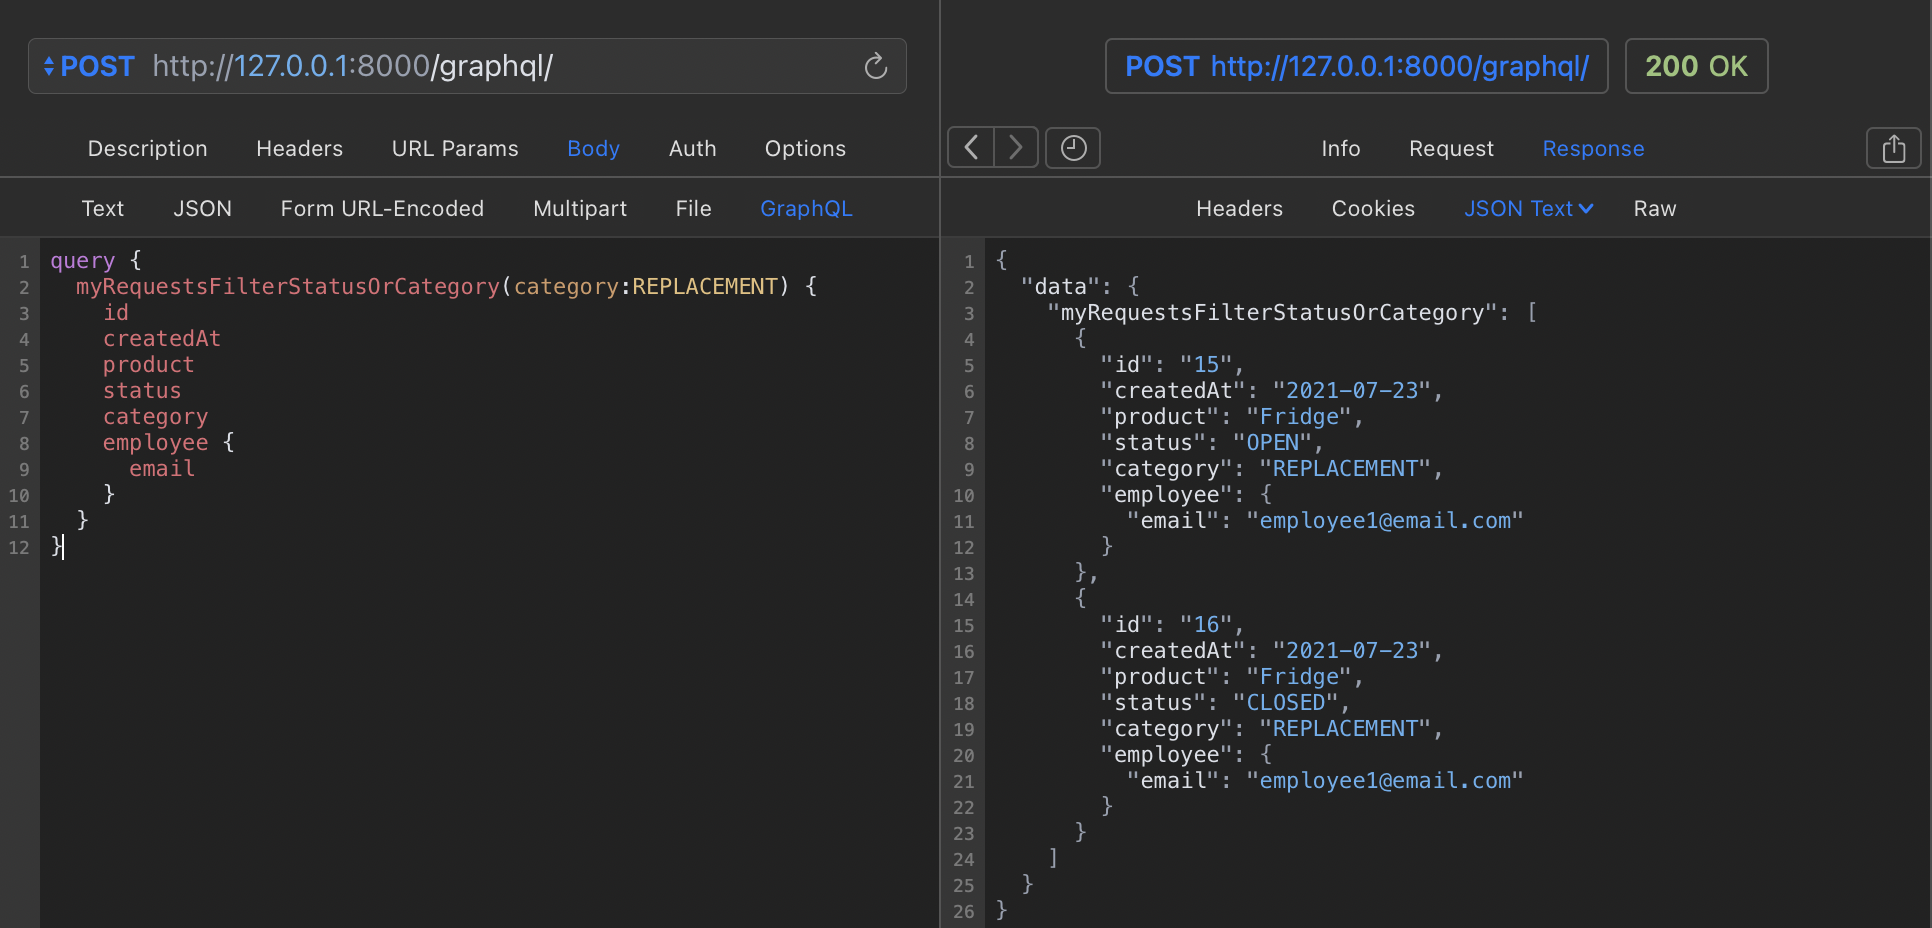 POST http://127.0.0.1:8000/graphql/
Description Headers URL Params Body Auth Options
Text JSON Form URL-Encoded Multipart File GraphQL
1 query {
2   myRequestsFilterStatusOrCategory(category:REPLACEMENT) {
3     id
4     createdAt
5     product
6     status
7     category
8     employee {
9       email
10     }
11   }
12 }
POST http://127.0.0.1:8000/graphql/ 200 OK
Info Request Response
Headers Cookies JSON Text Raw
1 {
2   "data": {
3     "myRequestsFilterStatusOrCategory": [
4       {
5         "id": "15",
6         "createdAt": "2021-07-23",
7         "product": "Fridge",
8         "status": "OPEN",
9         "category": "REPLACEMENT",
10         "employee": {
11           "email": "employee1@email.com"
12         }
13       },
14       {
15         "id": "16",
16         "createdAt": "2021-07-23",
17         "product": "Fridge",
18         "status": "CLOSED",
19         "category": "REPLACEMENT",
20         "employee": {
21           "email": "employee1@email.com"
22         }
23       }
24     ]
25   }
26 }